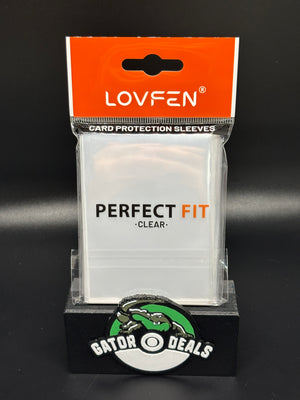 LOVFEN®
CARD PROTECTION SLEEVES
PERFECT FIT
·CLEAR·
GATOR DEALS